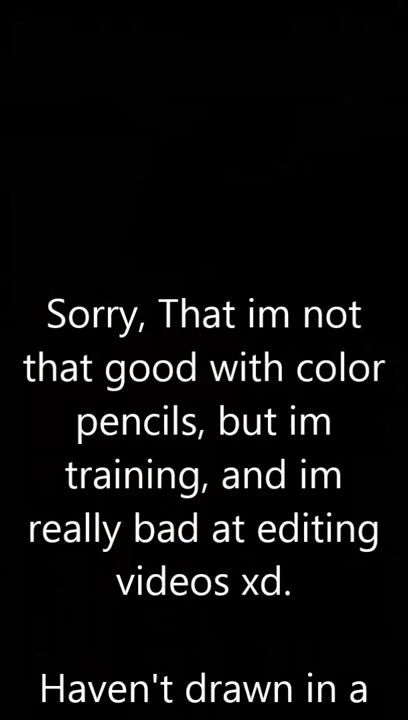 Sorry, That im not
that good with color
pencils, but im
training, and im
really bad at editing
videos xd.
Haven't drawn in a